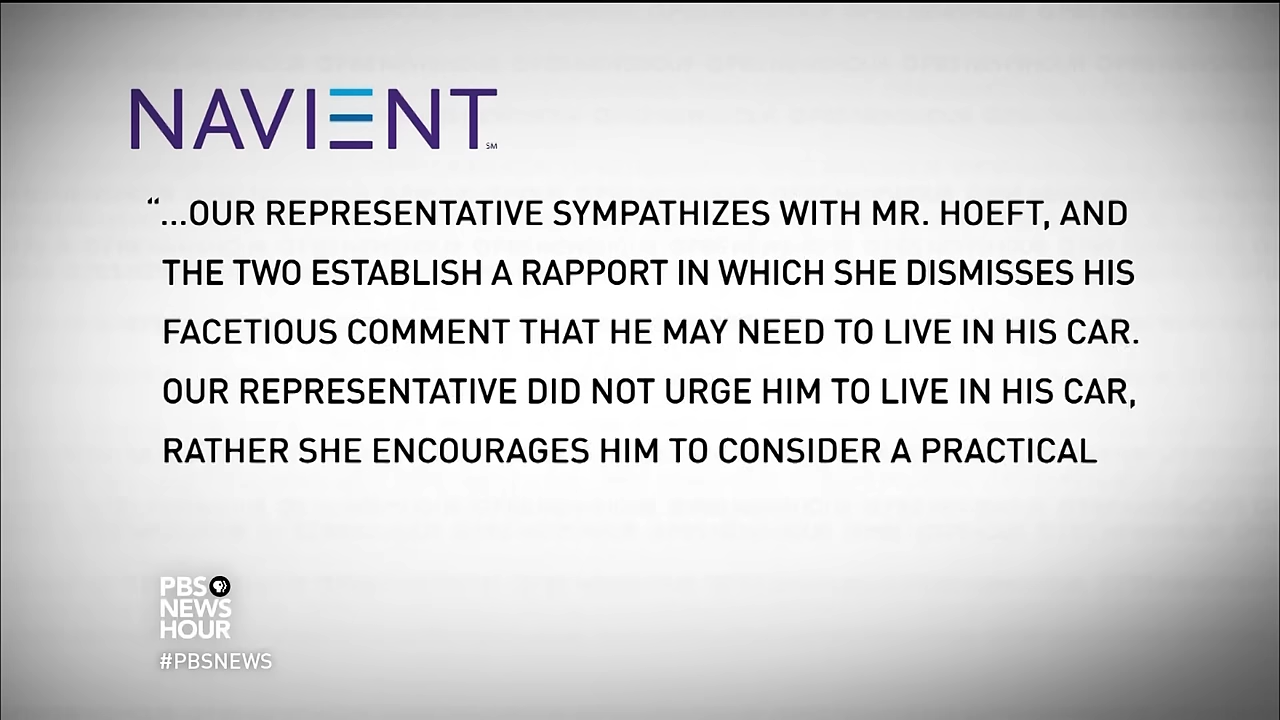 NAVIENT SM
“...OUR REPRESENTATIVE SYMPATHIZES WITH MR. HOEFT, AND
THE TWO ESTABLISH A RAPPORT IN WHICH SHE DISMISSES HIS
FACETIOUS COMMENT THAT HE MAY NEED TO LIVE IN HIS CAR.
OUR REPRESENTATIVE DID NOT URGE HIM TO LIVE IN HIS CAR,
RATHER SHE ENCOURAGES HIM TO CONSIDER A PRACTICAL
PBS
NEWS
HOUR
#PBSNEWS